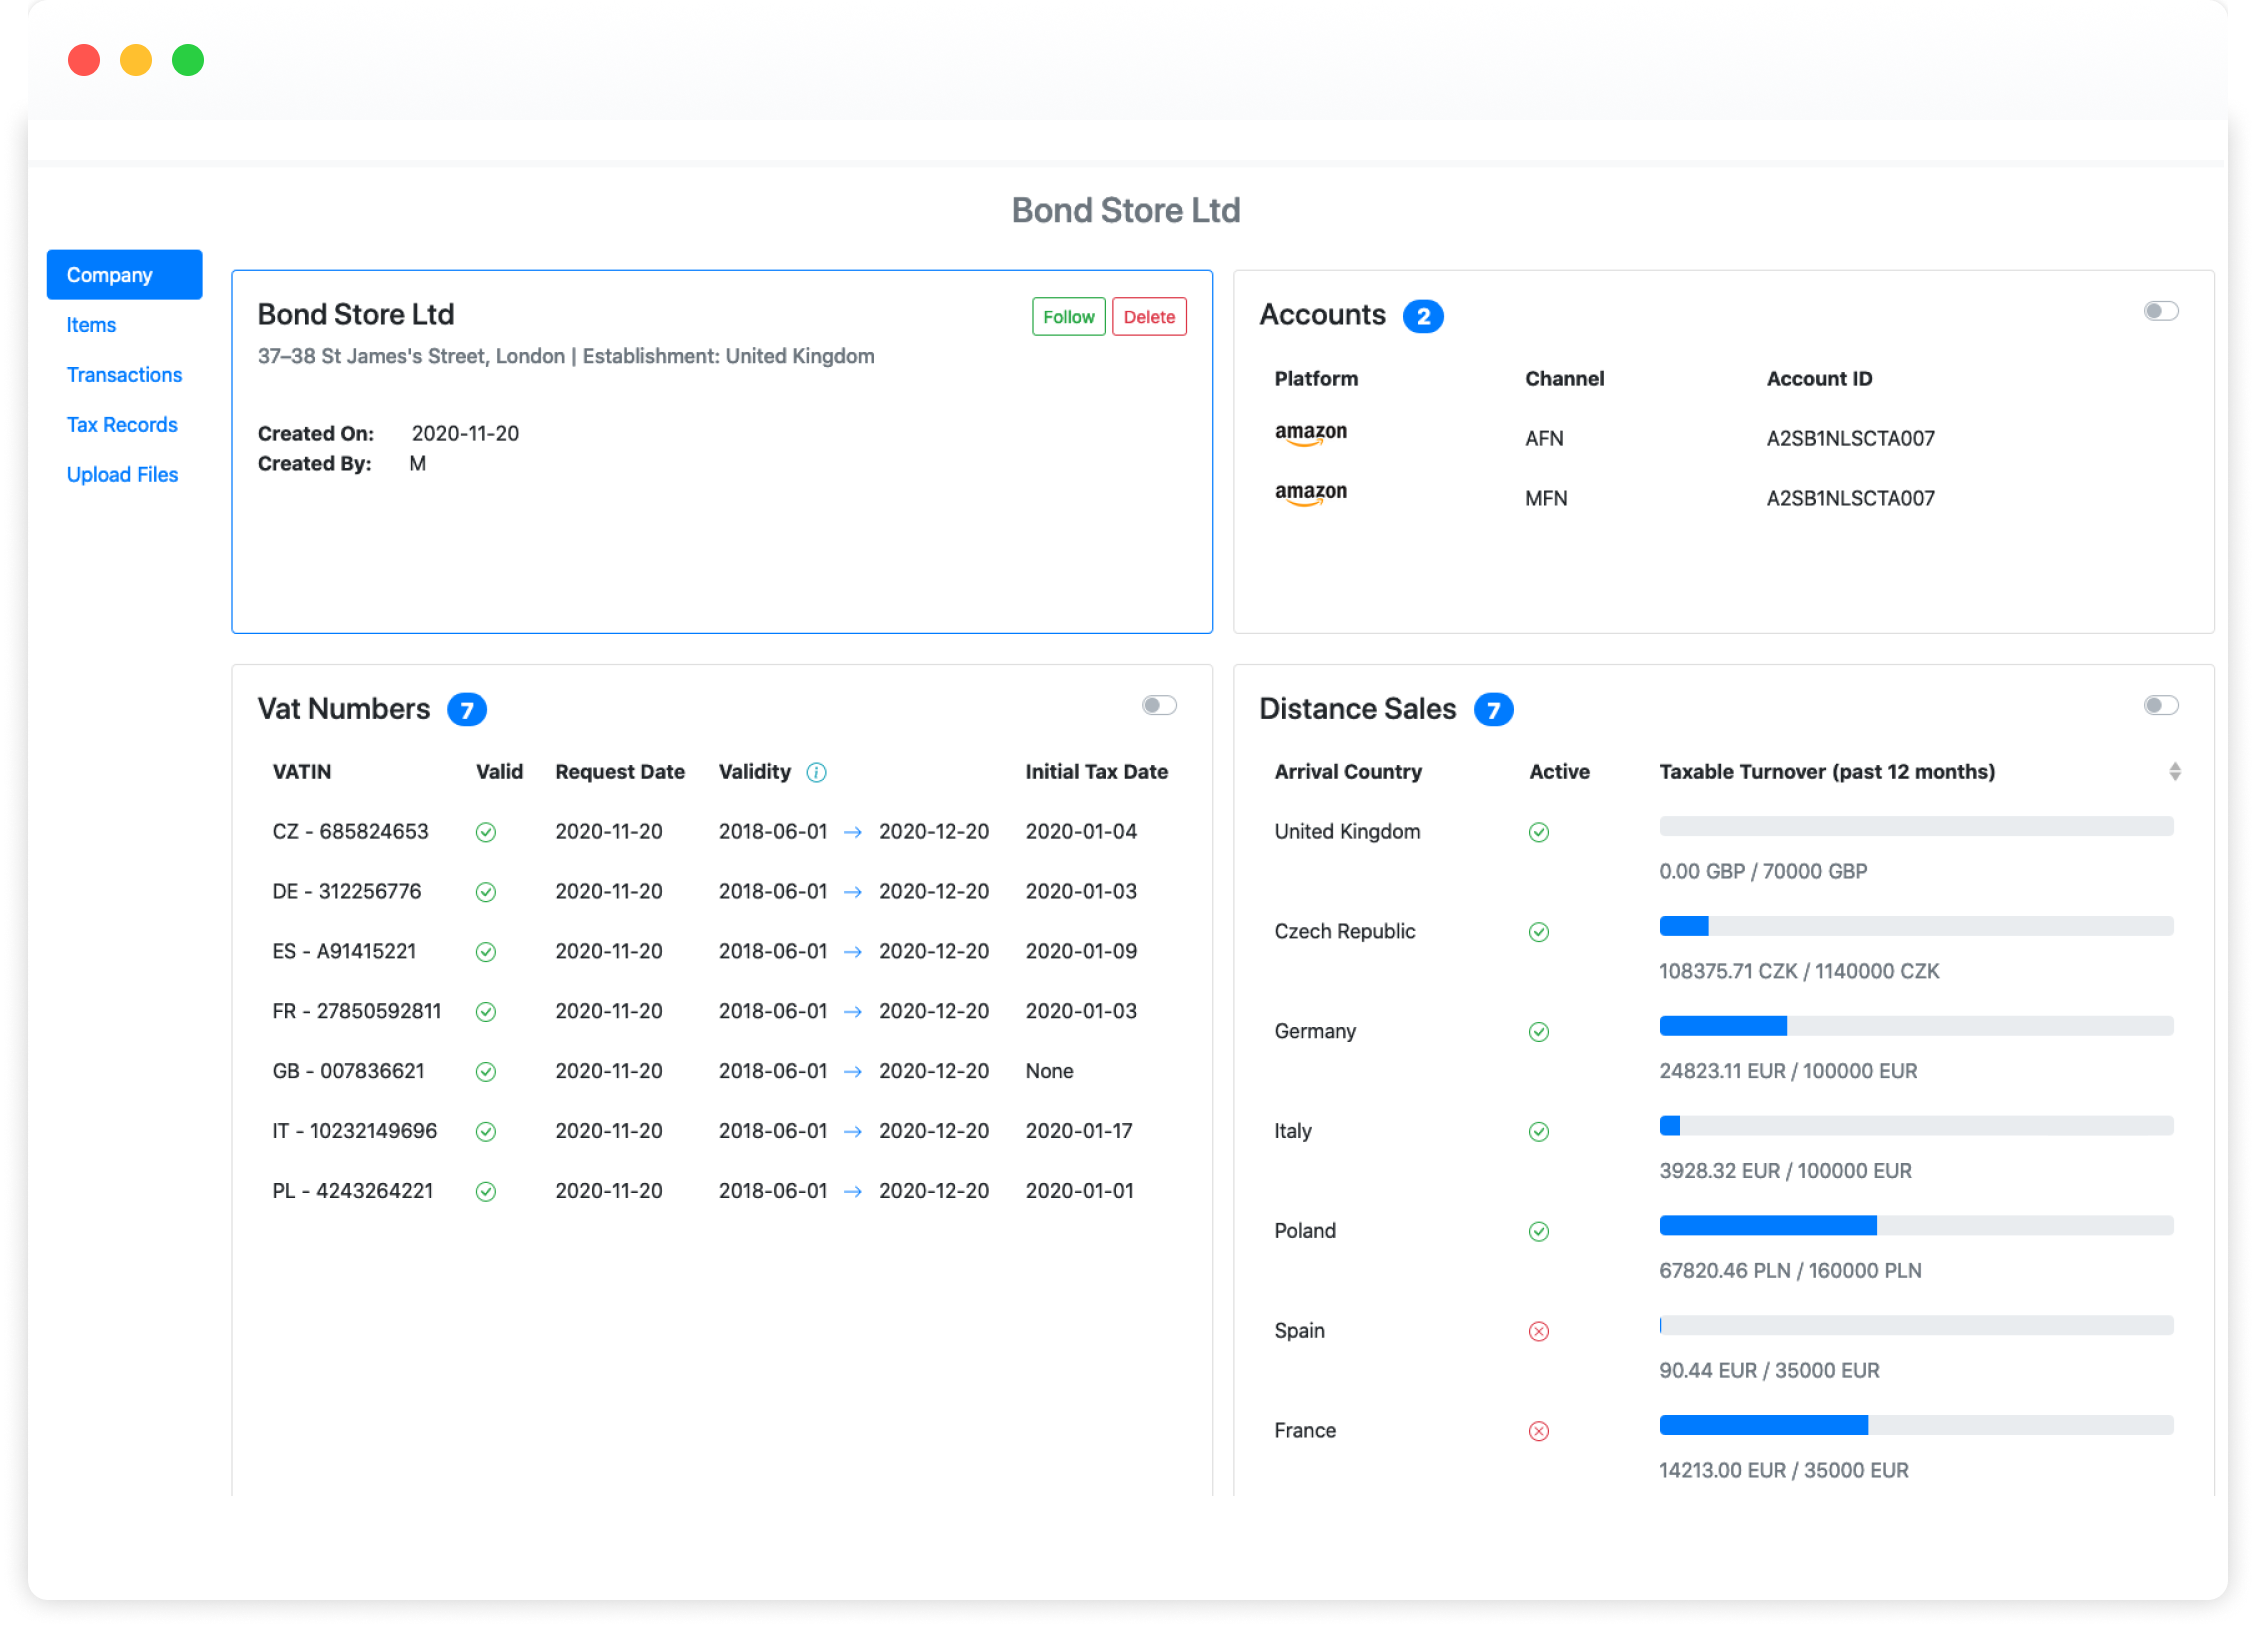 Bond Store Ltd
Company
Items
Transactions
Tax Records
Upload Files
Bond Store Ltd
Follow Delete
37–38 St James's Street, London | Establishment: United Kingdom
Created On: 2020-11-20
Created By: M
Accounts 2
Platform Channel Account ID
amazon AFN A2SB1NLSCTA007
amazon MFN A2SB1NLSCTA007
Vat Numbers 7
VATIN Valid Request Date Validity i Initial Tax Date
CZ - 685824653 2020-11-20 2018-06-01 → 2020-12-20 2020-01-04
DE - 312256776 2020-11-20 2018-06-01 → 2020-12-20 2020-01-03
ES - A91415221 2020-11-20 2018-06-01 → 2020-12-20 2020-01-09
FR - 27850592811 2020-11-20 2018-06-01 → 2020-12-20 2020-01-03
GB - 007836621 2020-11-20 2018-06-01 → 2020-12-20 None
IT - 10232149696 2020-11-20 2018-06-01 → 2020-12-20 2020-01-17
PL - 4243264221 2020-11-20 2018-06-01 → 2020-12-20 2020-01-01
Distance Sales 7
Arrival Country Active Taxable Turnover (past 12 months)
United Kingdom
0.00 GBP / 70000 GBP
Czech Republic
108375.71 CZK / 1140000 CZK
Germany
24823.11 EUR / 100000 EUR
Italy
3928.32 EUR / 100000 EUR
Poland
67820.46 PLN / 160000 PLN
Spain
90.44 EUR / 35000 EUR
France
14213.00 EUR / 35000 EUR